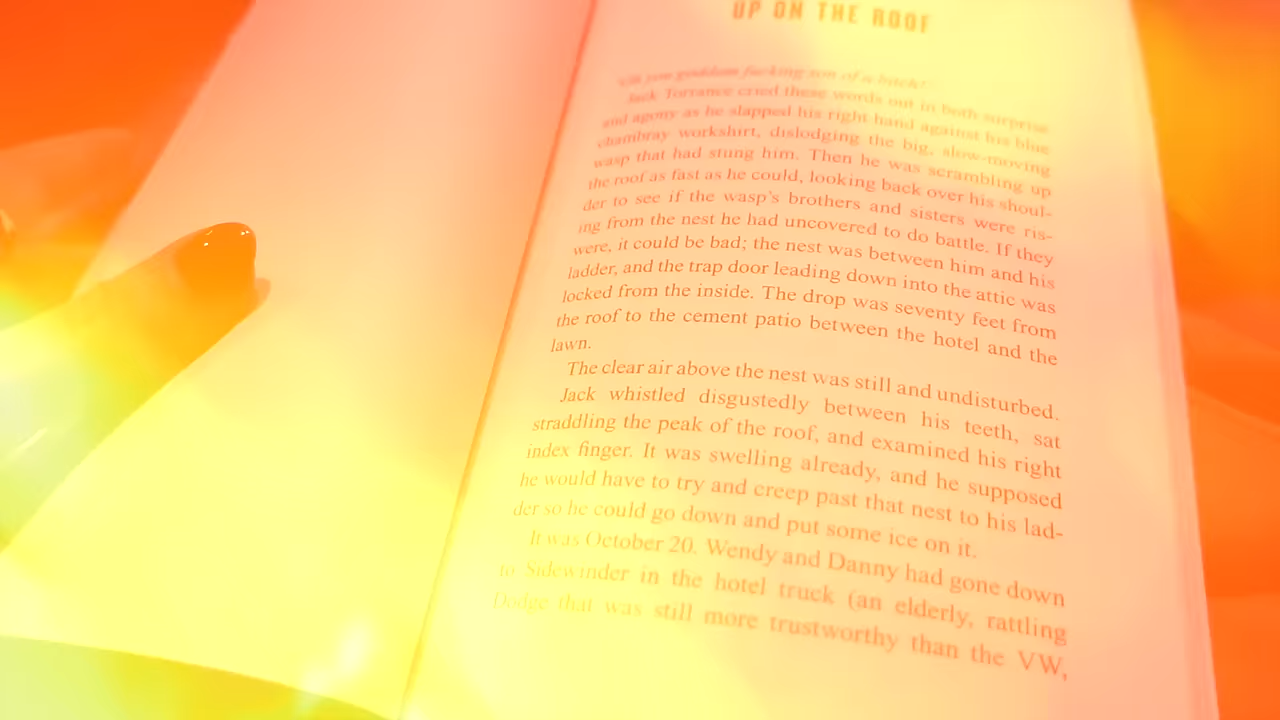 UP ON THE ROOF
"Oh you goddam fucking son of a bitch!"
Jack Torrance cried these words out in both surprise
and agony as he slapped his right hand against his blue
chambray workshirt, dislodging the big, slow-moving
wasp that had stung him. Then he was scrambling up
the roof as fast as he could, looking back over his shoul-
der to see if the wasp's brothers and sisters were ris-
ing from the nest he had uncovered to do battle. If they
were, it could be bad; the nest was between him and his
ladder, and the trap door leading down into the attic was
locked from the inside. The drop was seventy feet from
the roof to the cement patio between the hotel and the
lawn.
The clear air above the nest was still and undisturbed.
Jack whistled disgustedly between his teeth, sat
straddling the peak of the roof, and examined his right
index finger. It was swelling already, and he supposed
he would have to try and creep past that nest to his lad-
der so he could go down and put some ice on it.
It was October 20. Wendy and Danny had gone down
to Sidewinder in the hotel truck (an elderly, rattling
Dodge that was still more trustworthy than the VW,